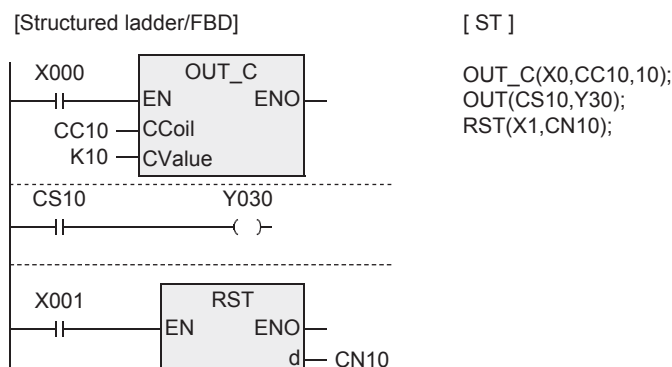 [Structured ladder/FBD]
[ ST ]
X000
OUT_C
EN ENO
CC10 CCoil
K10 CValue
CS10 Y030
X001
RST
EN ENO
d CN10
OUT_C(X0,CC10,10);
OUT(CS10,Y30);
RST(X1,CN10);